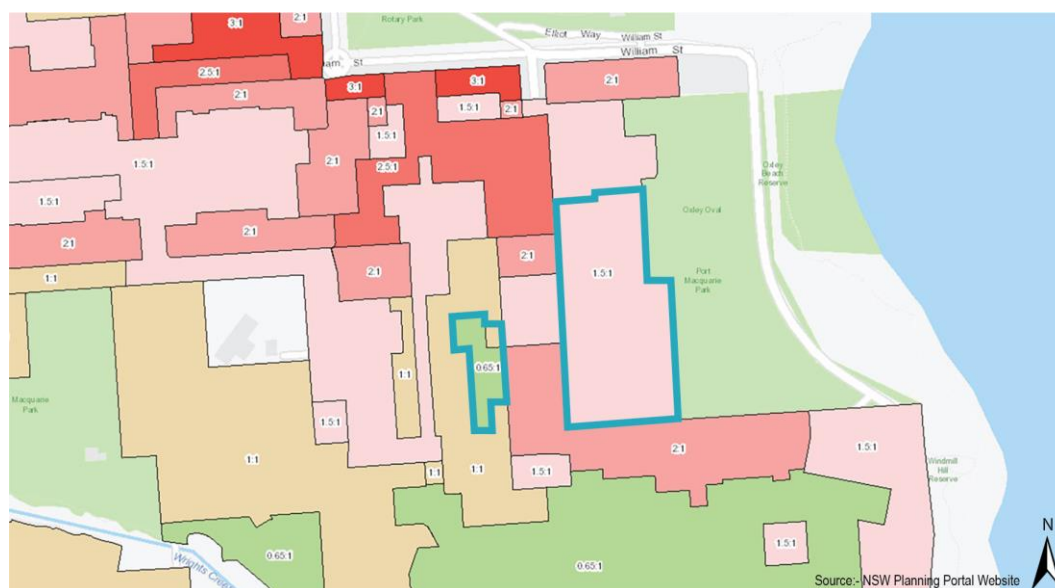 3:1
2:1
Rotary Park
Elliot Way
William St
William St
am St
2.5:1
2:1
3:1
3:1
2:1
2:1
1.5:1
2:1
1.5:1
2:1
1.5:1
2.5:1
Oxley
Beach
Reserve
1.5:1
Oxley Oval
2:1
2:1
2:1
2:1
1:1
1.5:1
Port
Macquarie
Park
0.65:1
1:1
Macquarie
Park
1.5:1
1:1
1:1
1:1
1.5:1
2:1
1.5:1
Windmill
Hill
Reserve
0.65:1
Wrights Creek
0.65:1
1.5:1
N
Source:- NSW Planning Portal Website